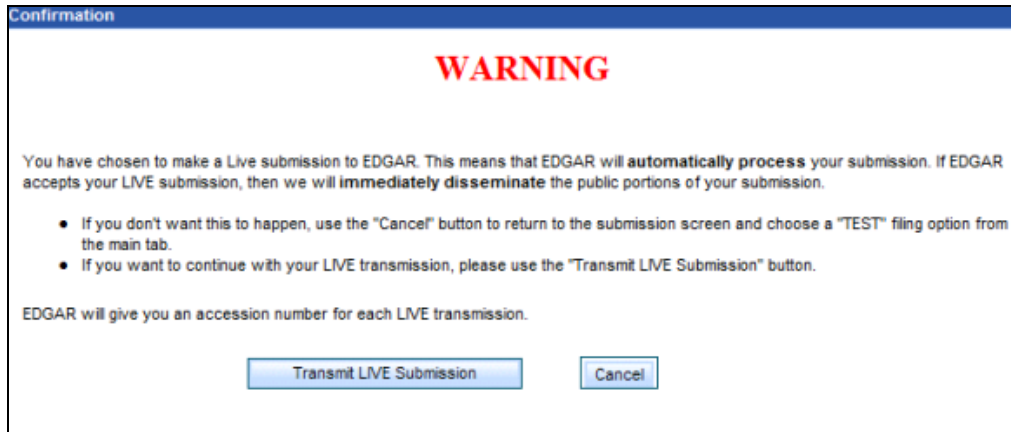 Confirmation
WARNING
You have chosen to make a Live submission to EDGAR. This means that EDGAR will automatically process your submission. If EDGAR
accepts your LIVE submission, then we will immediately disseminate the public portions of your submission.
● If you don't want this to happen, use the "Cancel" button to return to the submission screen and choose a "TEST" filing option from
the main tab.
● If you want to continue with your LIVE transmission, please use the "Transmit LIVE Submission" button.
EDGAR will give you an accession number for each LIVE transmission.
Transmit LIVE Submission Cancel